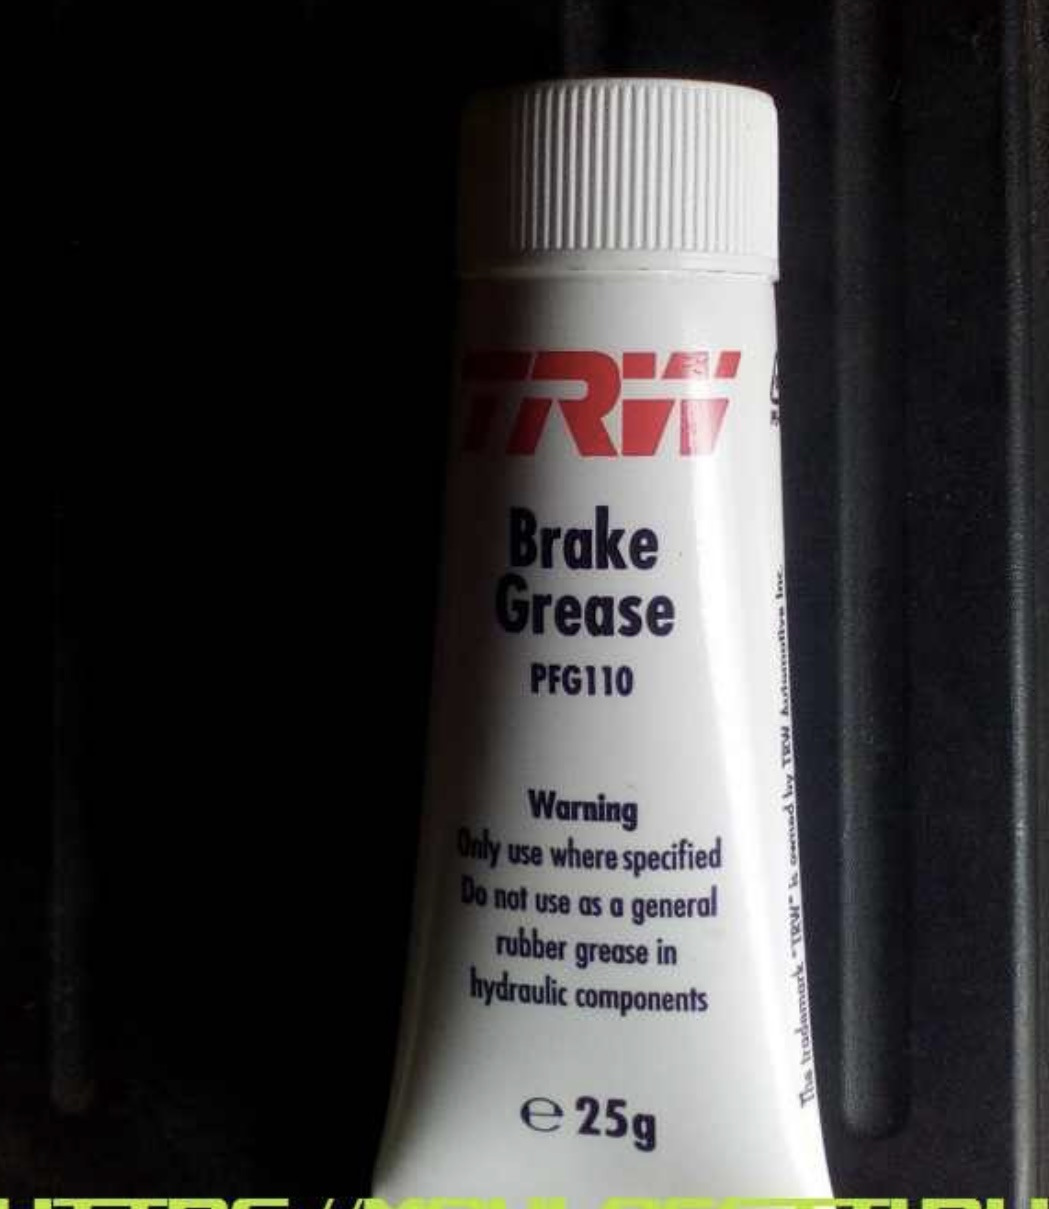 TRW
Brake
Grease
PFG110
Warning
Only use where specified
Do not use as a general
rubber grease in
hydraulic components
℮ 25g
The trademark "TRW" is owned by TRW Automotive Inc.